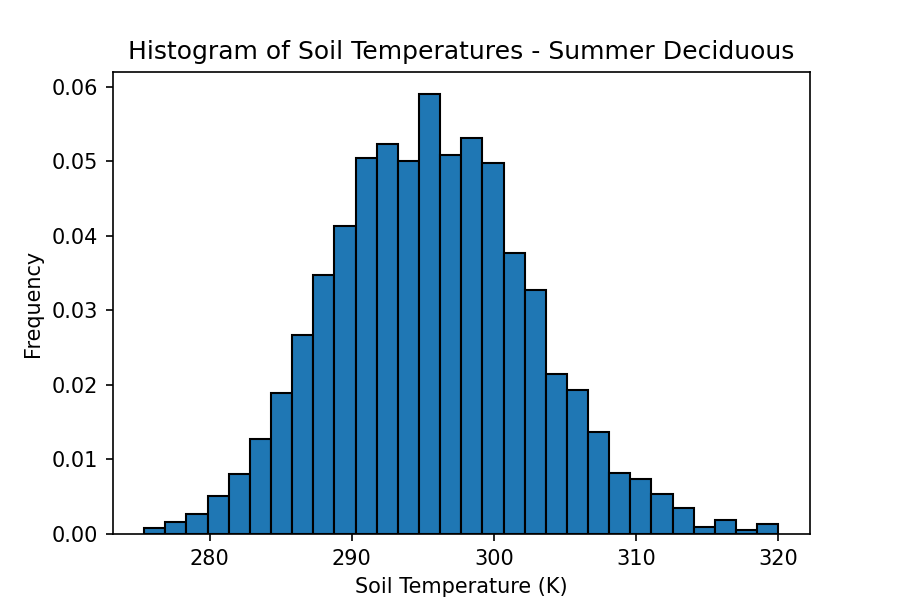 Histogram of Soil Temperatures - Summer Deciduous
0.06
0.05
0.04
0.03
0.02
0.01
0.00
Frequency
280 290 300 310 320
Soil Temperature (K)